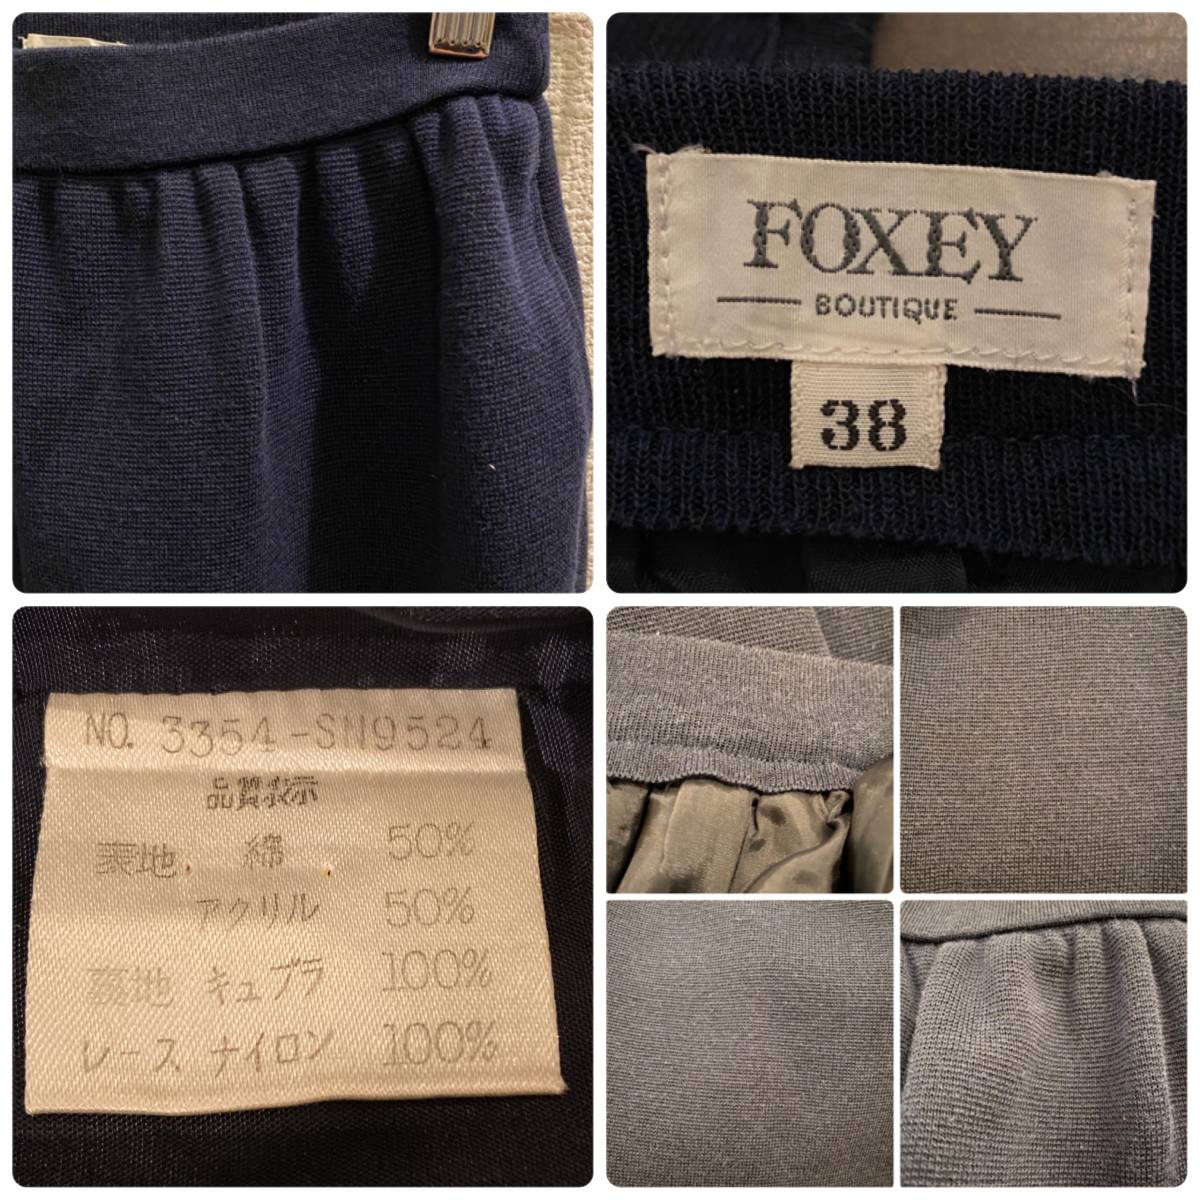 FOXEY
BOUTIQUE
38
NO. 3354-SN9524
品質表示
表地 綿 50%
アクリル 50%
裏地 キュプラ 100%
レース ナイロン 100%